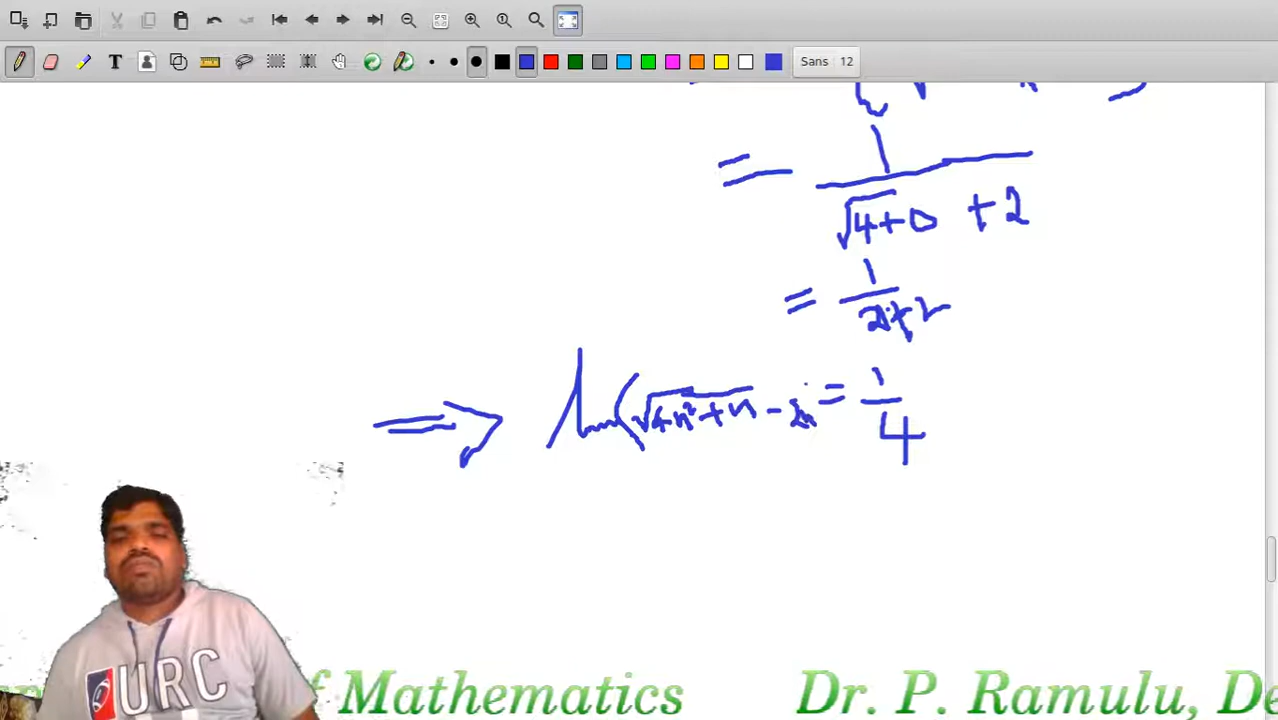 Sans 12
= 1 / (√4+0 + 2)
= 1 / (2+2)
⟹ lim(√4n²+n - 2n = 1/4
URC
of Mathematics Dr. P. Ramulu, De